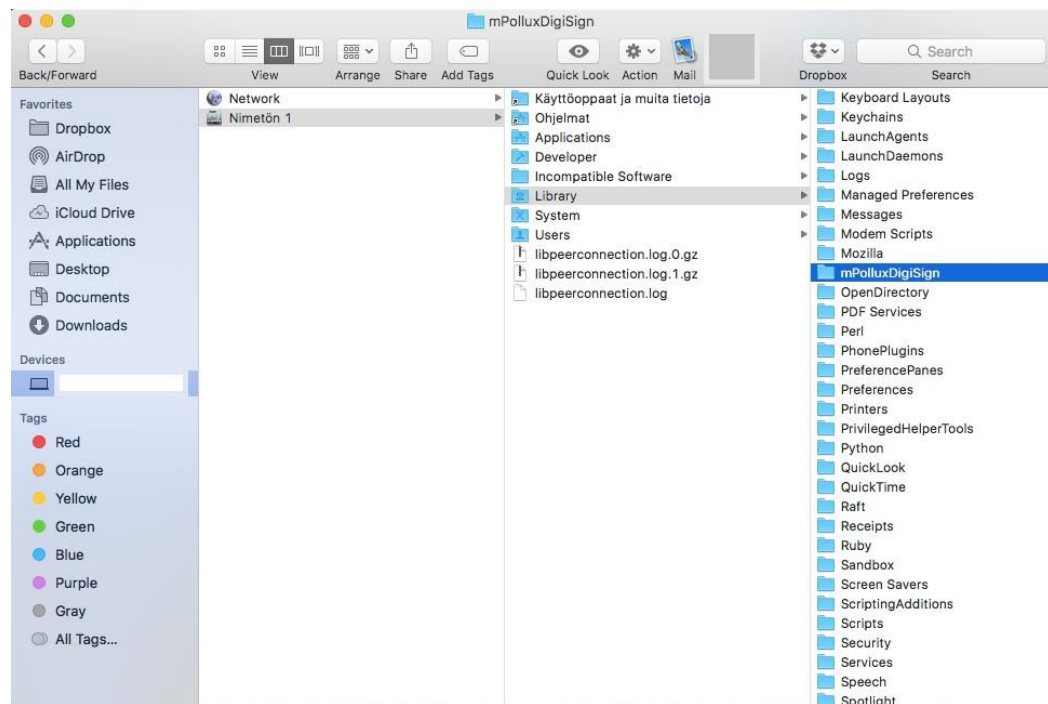 mPolluxDigiSign
Back/Forward
View
Arrange
Share
Add Tags
Quick Look
Action
Mail
Dropbox
Search
Search
Favorites
Dropbox
AirDrop
All My Files
iCloud Drive
Applications
Desktop
Documents
Downloads
Devices
Tags
Red
Orange
Yellow
Green
Blue
Purple
Gray
All Tags...
Network
Nimetön 1
Käyttöoppaat ja muita tietoja
Ohjelmat
Applications
Developer
Incompatible Software
Library
System
Users
libpeerconnection.log.0.gz
libpeerconnection.log.1.gz
libpeerconnection.log
Keyboard Layouts
Keychains
LaunchAgents
LaunchDaemons
Logs
Managed Preferences
Messages
Modem Scripts
Mozilla
mPolluxDigiSign
OpenDirectory
PDF Services
Perl
PhonePlugins
PreferencePanes
Preferences
Printers
PrivilegedHelperTools
Python
QuickLook
QuickTime
Raft
Receipts
Ruby
Sandbox
Screen Savers
ScriptingAdditions
Scripts
Security
Services
Speech
Spotlight